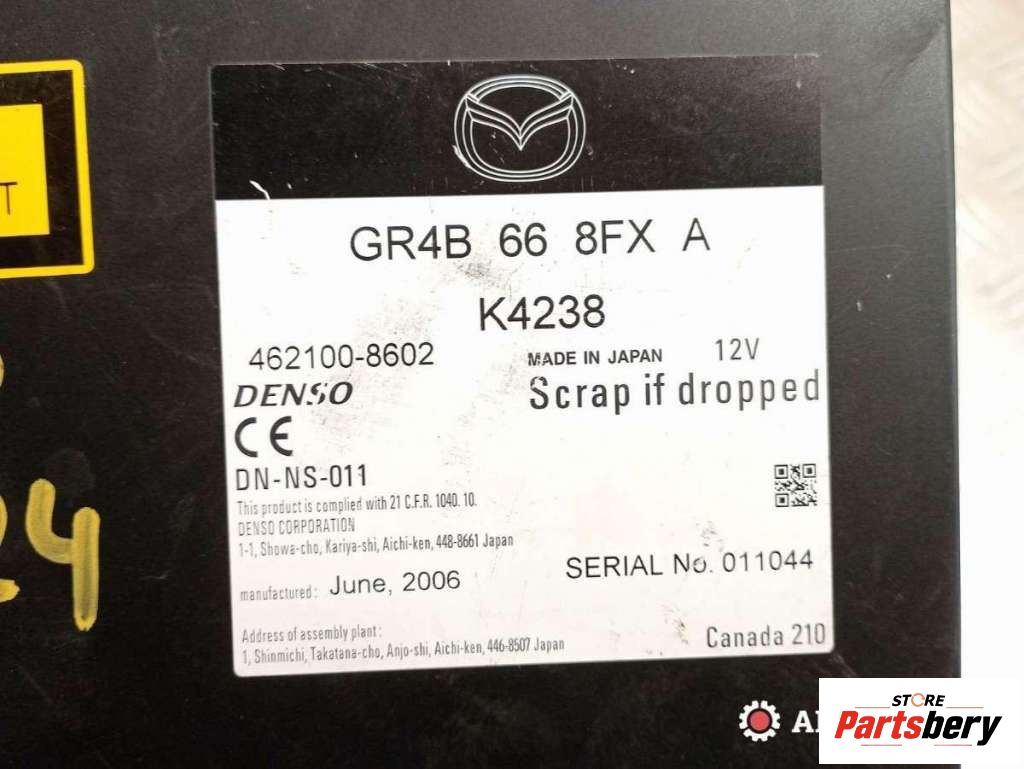 T
GR4B 66 8FX A
K4238
462100-8602 MADE IN JAPAN 12V
DENSO Scrap if dropped
CE
DN-NS-011
This product is complied with 21 C.F.R. 1040. 10.
DENSO CORPORATION
1-1, Showa-cho, Kariya-shi, Aichi-ken, 448-8661 Japan
manufactured: June, 2006 SERIAL No. 011044
Address of assembly plant:
1, Shinmichi, Takatana-cho, Anjo-shi, Aichi-ken, 446-8507 Japan
Canada 210
24
STORE
Partsbery